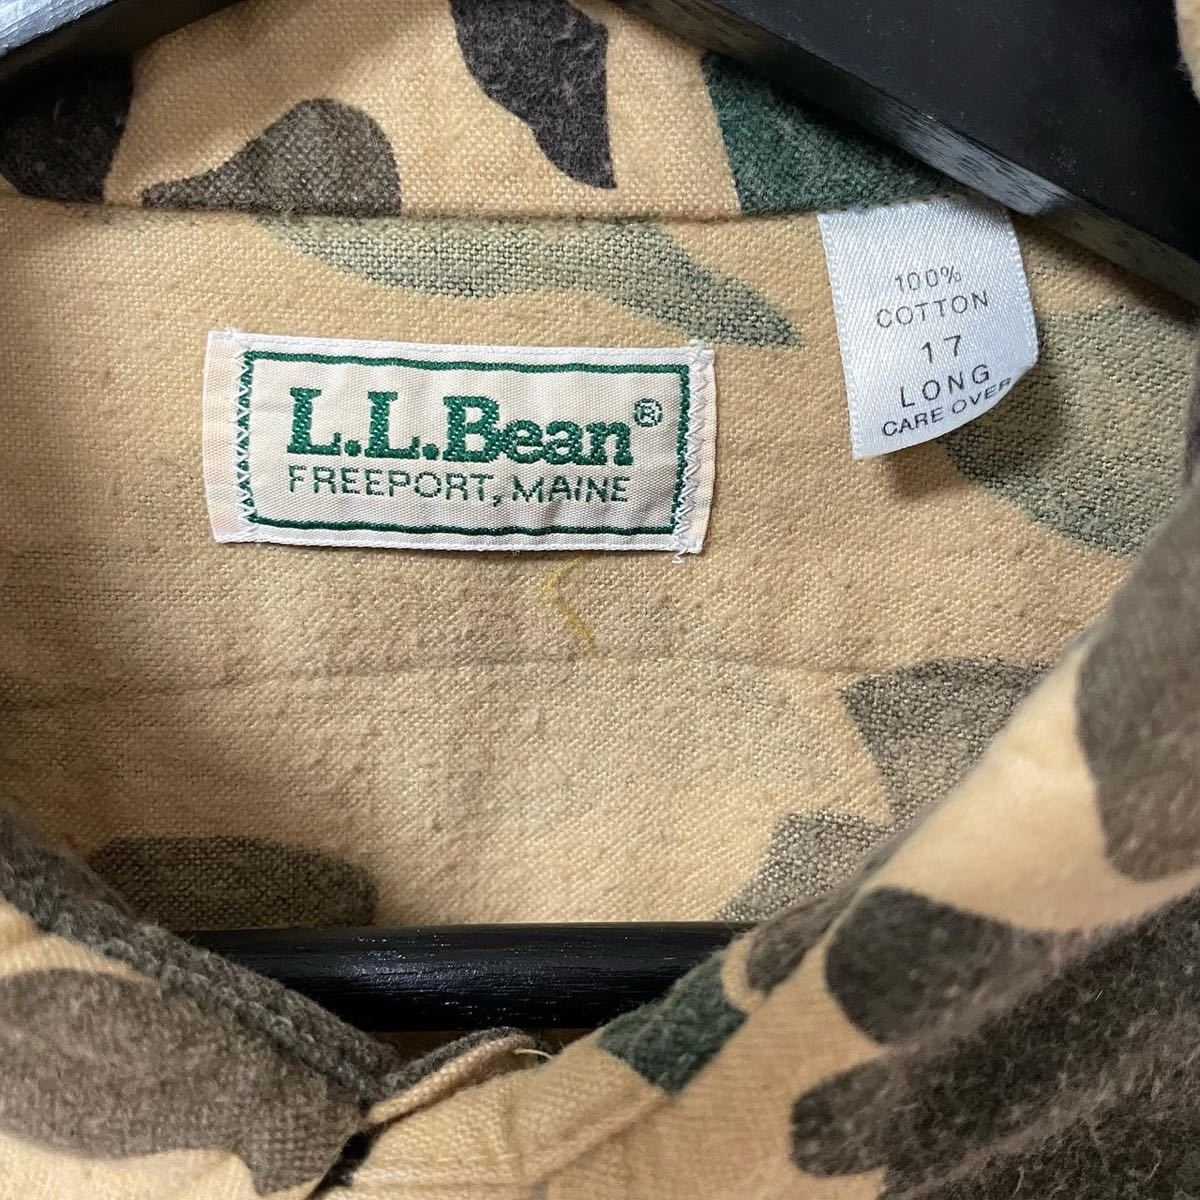 L.L.Bean®
FREEPORT, MAINE
100%
COTTON
17
LONG
CARE OVER